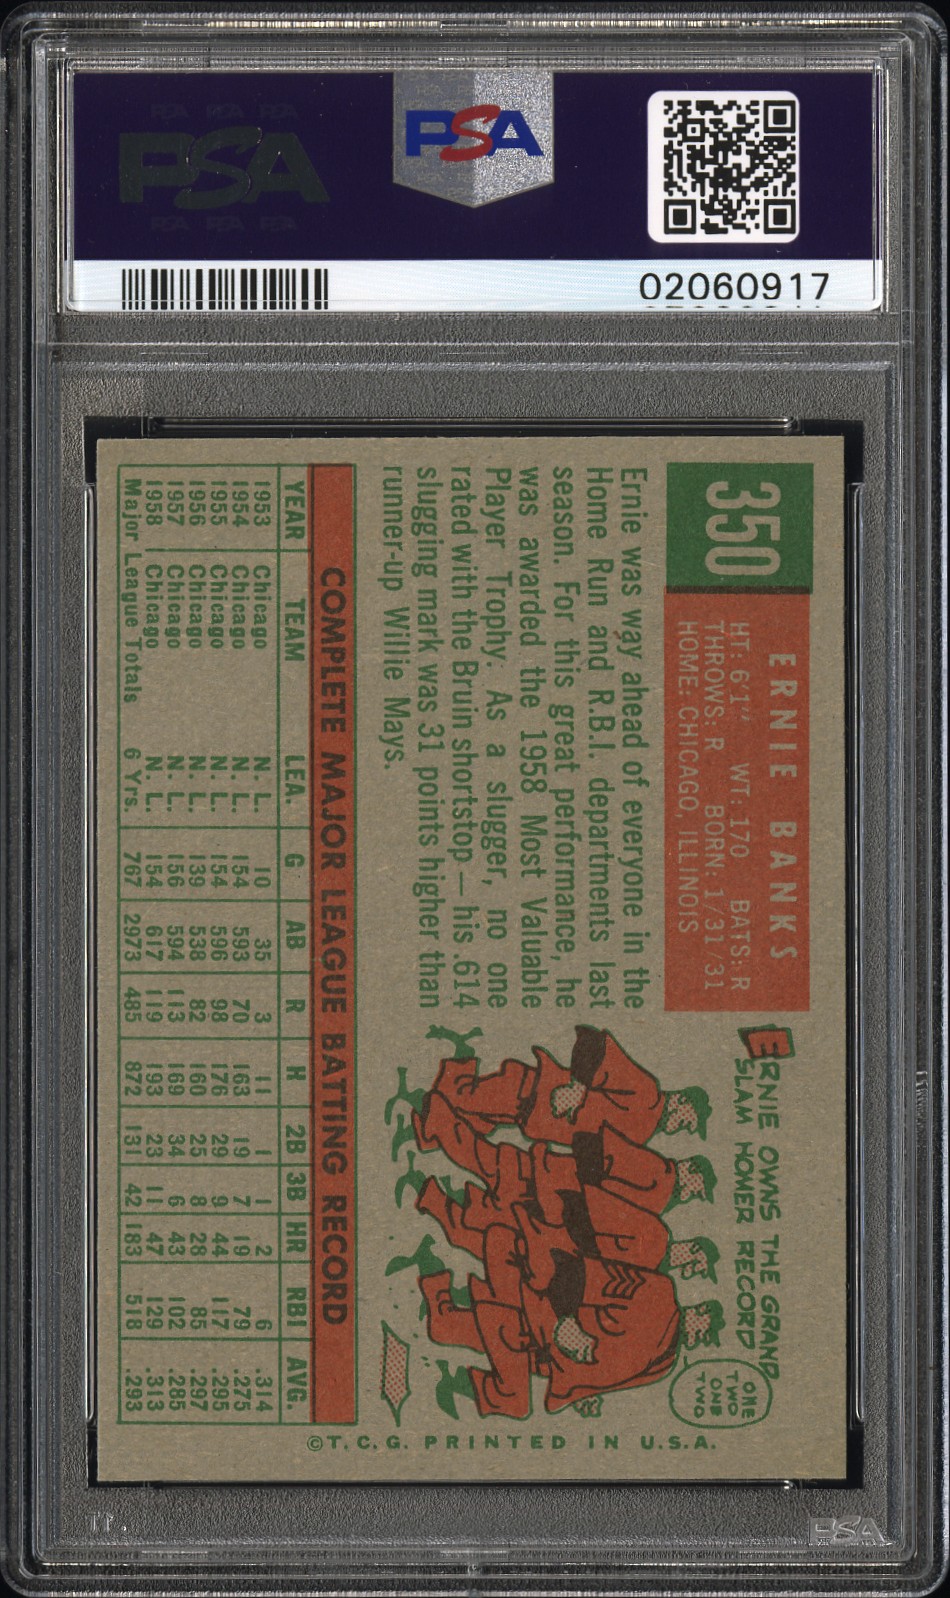 PSA
PSA
02060917
350
ERNIE BANKS
HT: 6'1" WT: 170 BATS: R
THROWS: R BORN: 1/31/31
HOME: CHICAGO, ILLINOIS
Ernie was way ahead of everyone in the
Home Run and R.B.I. departments last
season. For this great performance, he
was awarded the 1958 Most Valuable
Player Trophy. As a slugger, no one
rated with the Bruin shortstop — his .614
slugging mark was 31 points higher than
runner-up Willie Mays.
ERNIE OWNS THE GRAND
SLAM HOMER RECORD
ONE
TWO
ONE
TWO
COMPLETE MAJOR LEAGUE BATTING RECORD
YEAR TEAM LEA. G AB R H 2B 3B HR RBI AVG.
1953 Chicago N. L. 10 35 3 11 1 1 2 6 .314
1954 Chicago N. L. 154 593 70 163 19 7 19 79 .275
1955 Chicago N. L. 154 596 98 176 29 9 44 117 .295
1956 Chicago N. L. 139 538 82 160 25 8 28 85 .297
1957 Chicago N. L. 156 594 113 169 34 6 43 102 .285
1958 Chicago N. L. 154 617 119 193 23 11 47 129 .313
Major League Totals 6 Yrs. 767 2973 485 872 131 42 183 518 .293
©T.C.G. PRINTED IN U.S.A.
PSA